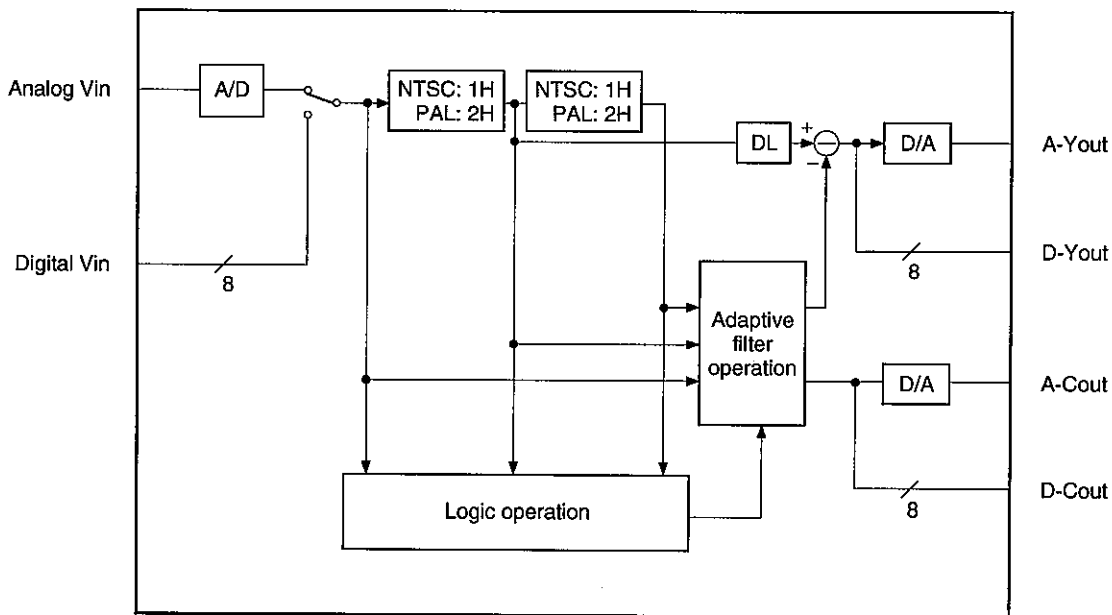 Analog Vin
A/D
NTSC: 1H
PAL: 2H
NTSC: 1H
PAL: 2H
DL
+
−
−
D/A
A-Yout
Digital Vin
8
8
D-Yout
Adaptive
filter
operation
D/A
A-Cout
Logic operation
8
D-Cout